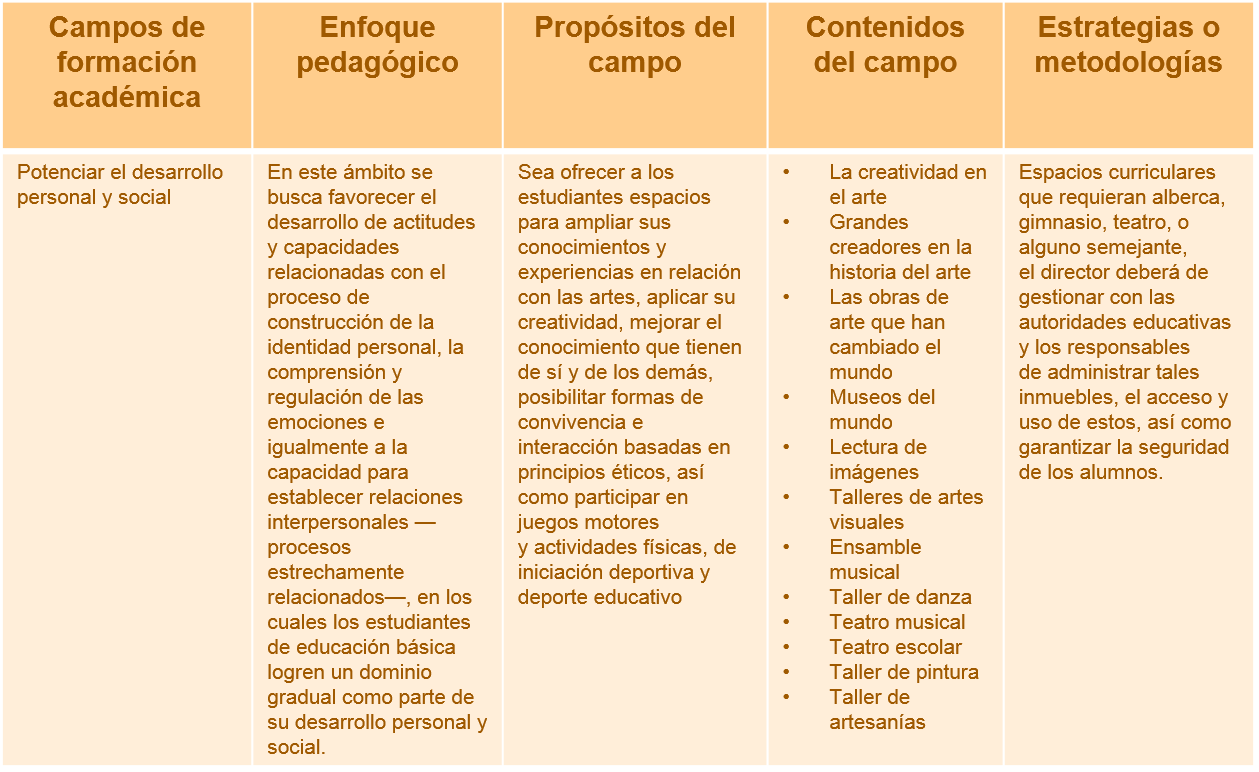 Campos de
formación
académica
Enfoque
pedagógico
Propósitos del
campo
Contenidos
del campo
Estrategias o
metodologías
Potenciar el desarrollo
personal y social
En este ámbito se
busca favorecer el
desarrollo de actitudes
y capacidades
relacionadas con el
proceso de
construcción de la
identidad personal, la
comprensión y
regulación de las
emociones e
igualmente a la
capacidad para
establecer relaciones
interpersonales —
procesos
estrechamente
relacionados—, en los
cuales los estudiantes
de educación básica
logren un dominio
gradual como parte de
su desarrollo personal y
social.
Sea ofrecer a los
estudiantes espacios
para ampliar sus
conocimientos y
experiencias en relación
con las artes, aplicar su
creatividad, mejorar el
conocimiento que tienen
de sí y de los demás,
posibilitar formas de
convivencia e
interacción basadas en
principios éticos, así
como participar en
juegos motores
y actividades físicas, de
iniciación deportiva y
deporte educativo
• La creatividad en
el arte
• Grandes
creadores en la
historia del arte
• Las obras de
arte que han
cambiado el
mundo
• Museos del
mundo
• Lectura de
imágenes
• Talleres de artes
visuales
• Ensamble
musical
• Taller de danza
• Teatro musical
• Teatro escolar
• Taller de pintura
• Taller de
artesanías
Espacios curriculares
que requieran alberca,
gimnasio, teatro, o
alguno semejante,
el director deberá de
gestionar con las
autoridades educativas
y los responsables
de administrar tales
inmuebles, el acceso y
uso de estos, así como
garantizar la seguridad
de los alumnos.